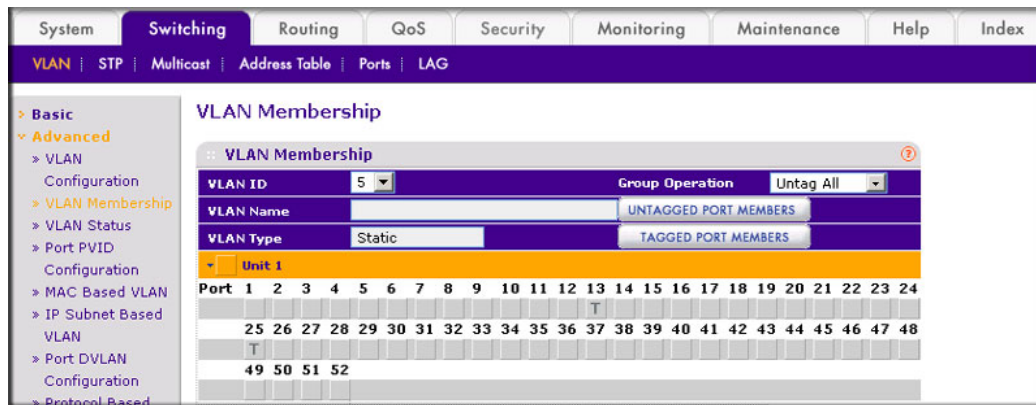 System Switching Routing QoS Security Monitoring Maintenance Help Index
VLAN | STP | Multicast | Address Table | Ports | LAG
Basic
Advanced
» VLAN
Configuration
» VLAN Membership
» VLAN Status
» Port PVID
Configuration
» MAC Based VLAN
» IP Subnet Based
VLAN
» Port DVLAN
Configuration
» Protocol Based
VLAN Membership
VLAN Membership
VLAN ID 5 Group Operation Untag All
VLAN Name UNTAGGED PORT MEMBERS
VLAN Type Static TAGGED PORT MEMBERS
Unit 1
Port 1 2 3 4 5 6 7 8 9 10 11 12 13 14 15 16 17 18 19 20 21 22 23 24
T
25 26 27 28 29 30 31 32 33 34 35 36 37 38 39 40 41 42 43 44 45 46 47 48
T
49 50 51 52